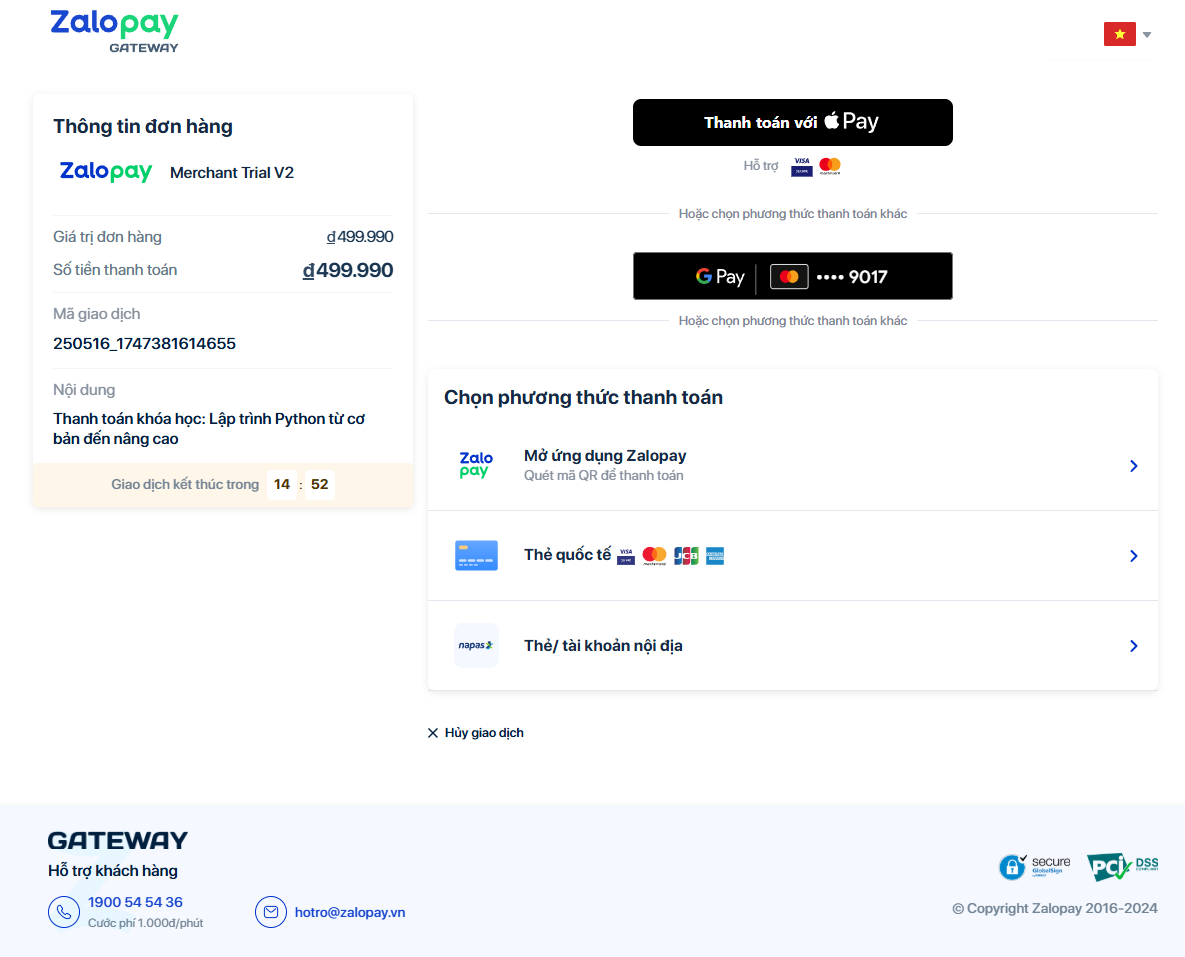 Zalopay
GATEWAY
Thông tin đơn hàng
Zalopay Merchant Trial V2
Giá trị đơn hàng ₫499.990
Số tiền thanh toán ₫499.990
Mã giao dịch
250516_1747381614655
Nội dung
Thanh toán khóa học: Lập trình Python từ cơ
bản đến nâng cao
Giao dịch kết thúc trong 14 : 52
Thanh toán với Pay
Hỗ trợ VISA
Hoặc chọn phương thức thanh toán khác
G Pay •••• 9017
Hoặc chọn phương thức thanh toán khác
Chọn phương thức thanh toán
Zalo
pay
Mở ứng dụng Zalopay
Quét mã QR để thanh toán
Thẻ quốc tế VISA JCB
napas Thẻ/ tài khoản nội địa
Hủy giao dịch
GATEWAY
Hỗ trợ khách hàng
1900 54 54 36
Cước phí 1.000đ/phút
hotro@zalopay.vn
secure
GlobalSign
PCI DSS
© Copyright Zalopay 2016-2024